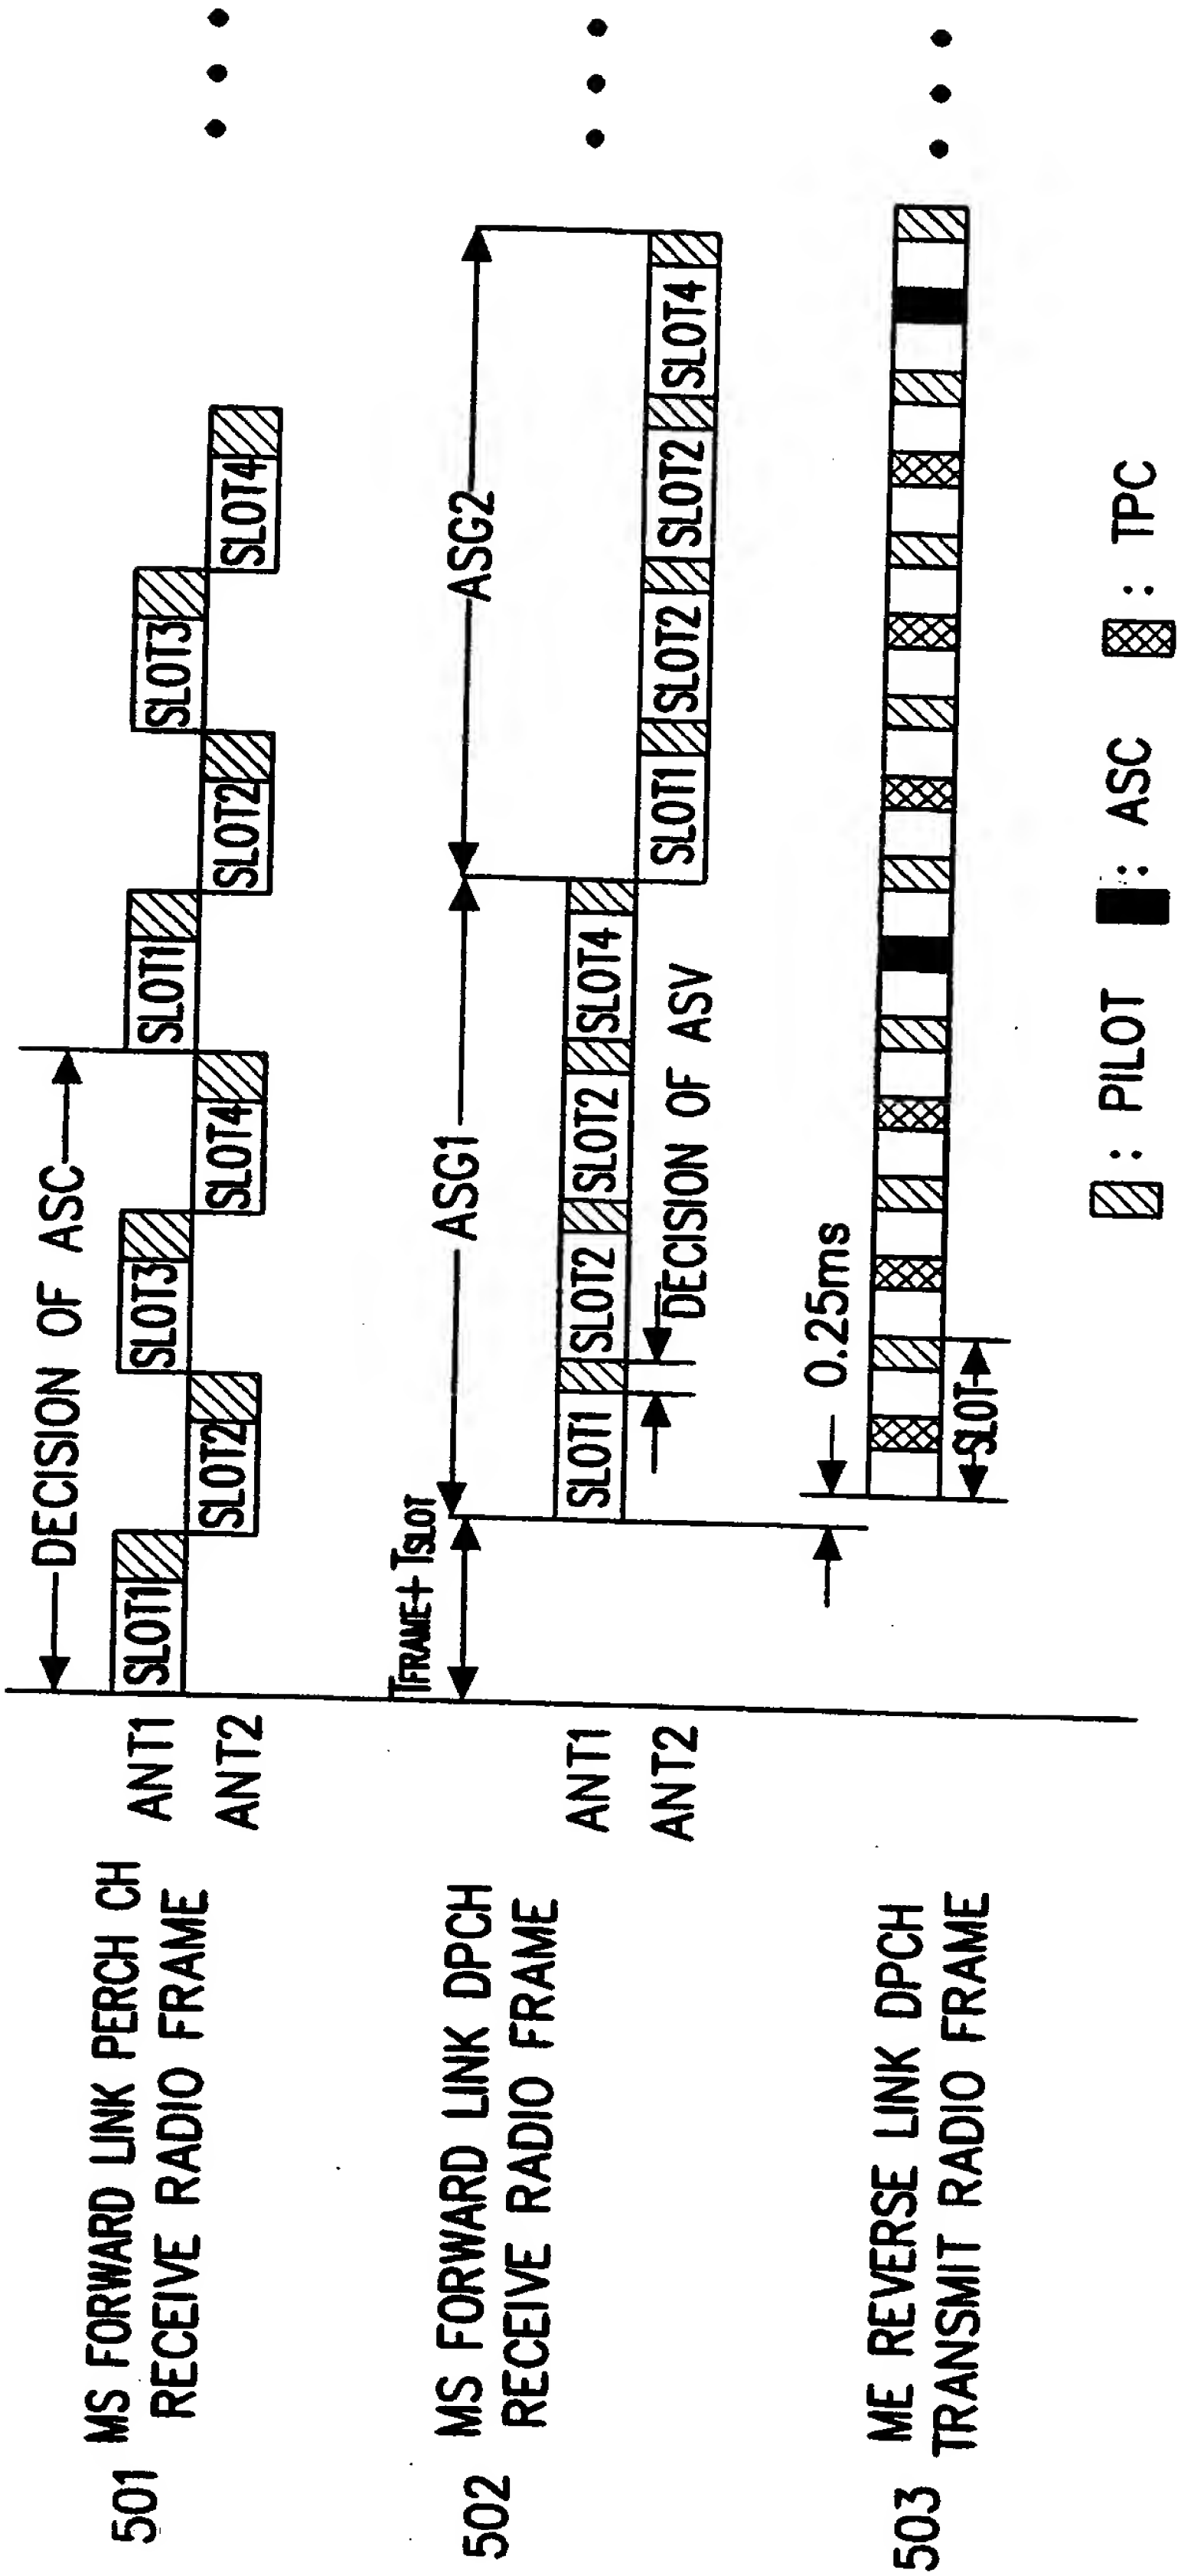 DECISION OF ASC
501 MS FORWARD LINK PERCH CH
RECEIVE RADIO FRAME
ANT1
SLOT1 SLOT3 SLOT1 SLOT3
ANT2
SLOT2 SLOT4 SLOT2 SLOT4
TFRAME+TSLOT
ASG1 ASG2
502 MS FORWARD LINK DPCH
RECEIVE RADIO FRAME
ANT1
SLOT1 SLOT2 SLOT2 SLOT4
ANT2
SLOT1 SLOT2 SLOT2 SLOT4
DECISION OF ASV
0.25ms
503 ME REVERSE LINK DPCH
TRANSMIT RADIO FRAME
SLOT
: PILOT : ASC : TPC